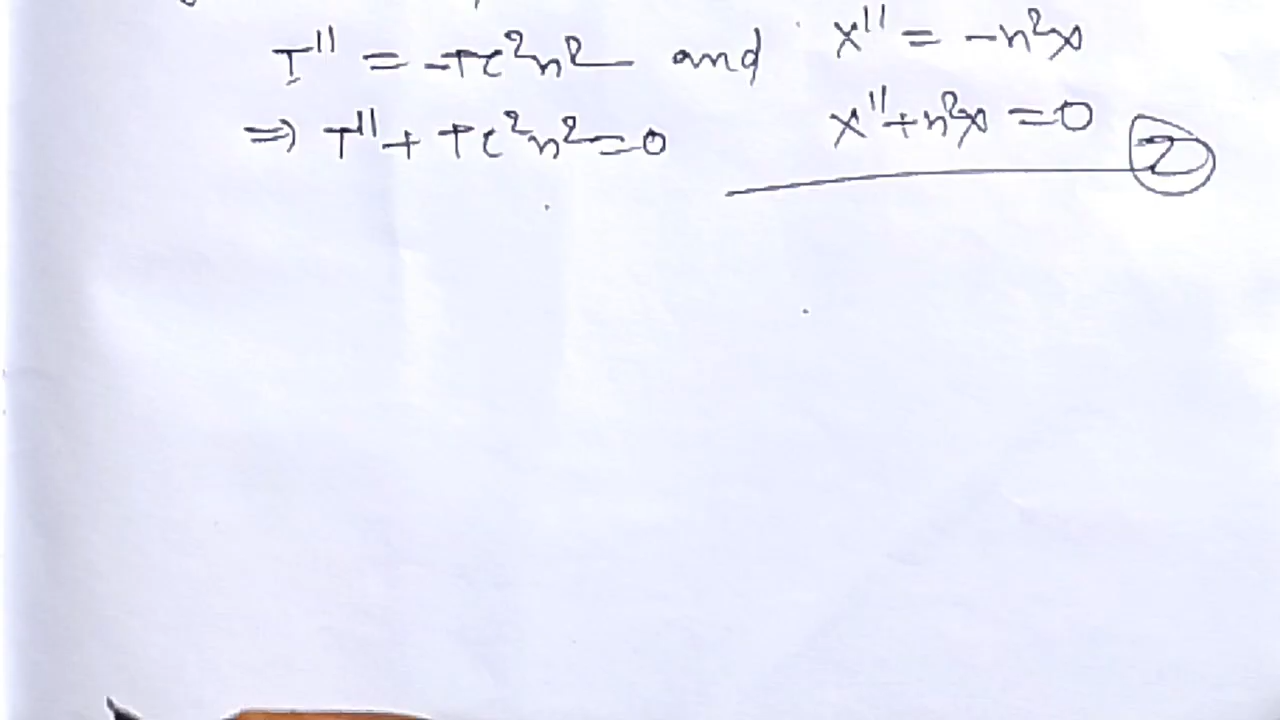 T'' = -Tc²n² and x'' = -n²x
⇒ T'' + Tc²n² = 0 x'' + n²x = 0 ②